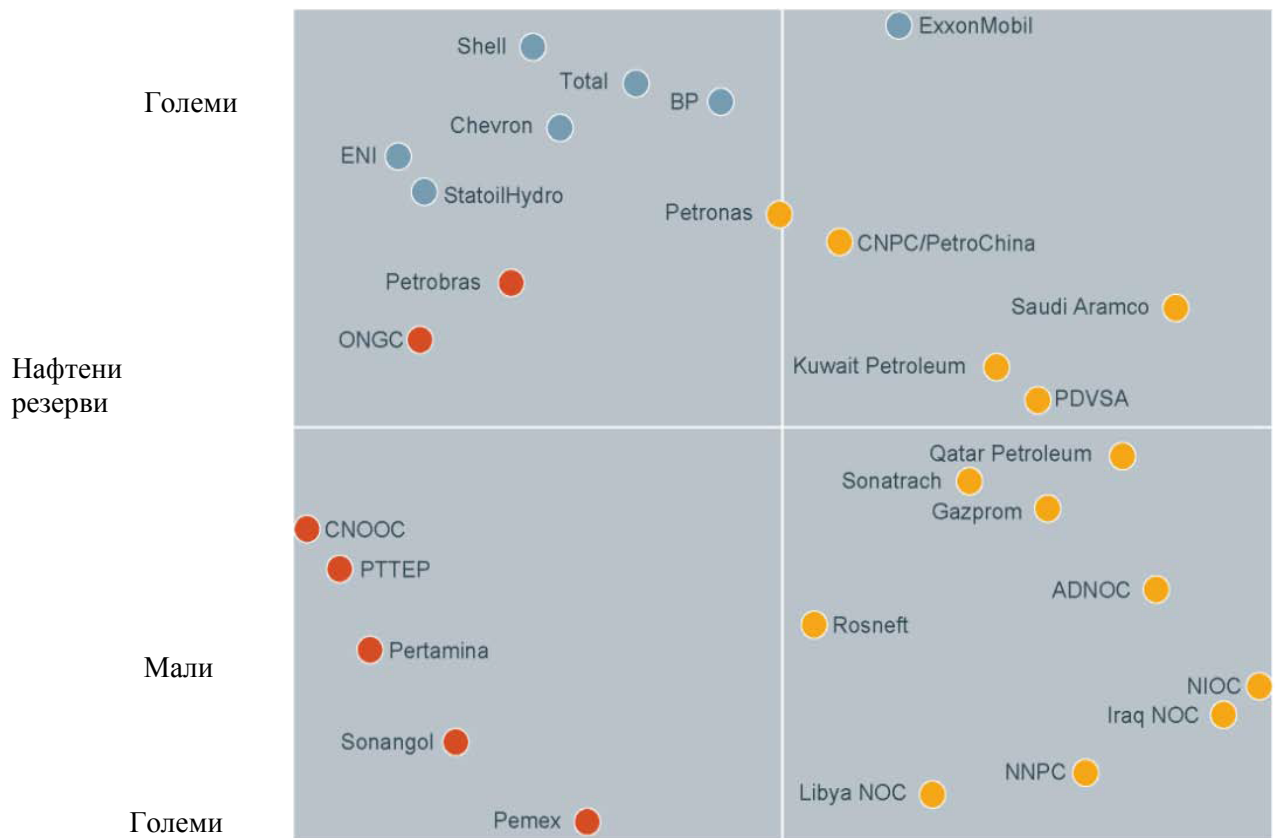 ExxonMobil
Shell
Total
BP
Големи
Chevron
ENI
StatoilHydro
Petronas
CNPC/PetroChina
Petrobras
Saudi Aramco
ONGC
Нафтени
резерви
Kuwait Petroleum
PDVSA
Qatar Petroleum
Sonatrach
Gazprom
CNOOC
PTTEP
ADNOC
Rosneft
Pertamina
Мали
NIOC
Iraq NOC
Sonangol
NNPC
Libya NOC
Големи
Pemex